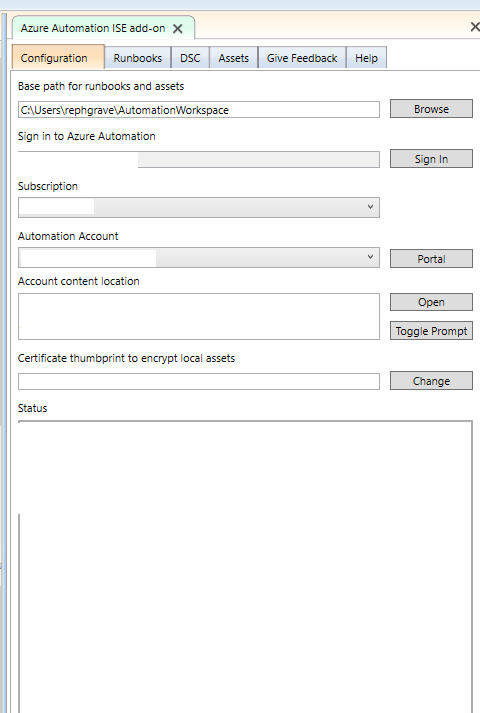 Azure Automation ISE add-on
Configuration Runbooks DSC Assets Give Feedback Help
Base path for runbooks and assets
C:\Users\rephgrave\AutomationWorkspace Browse
Sign in to Azure Automation
Sign In
Subscription
Automation Account
Portal
Account content location
Open
Toggle Prompt
Certificate thumbprint to encrypt local assets
Change
Status